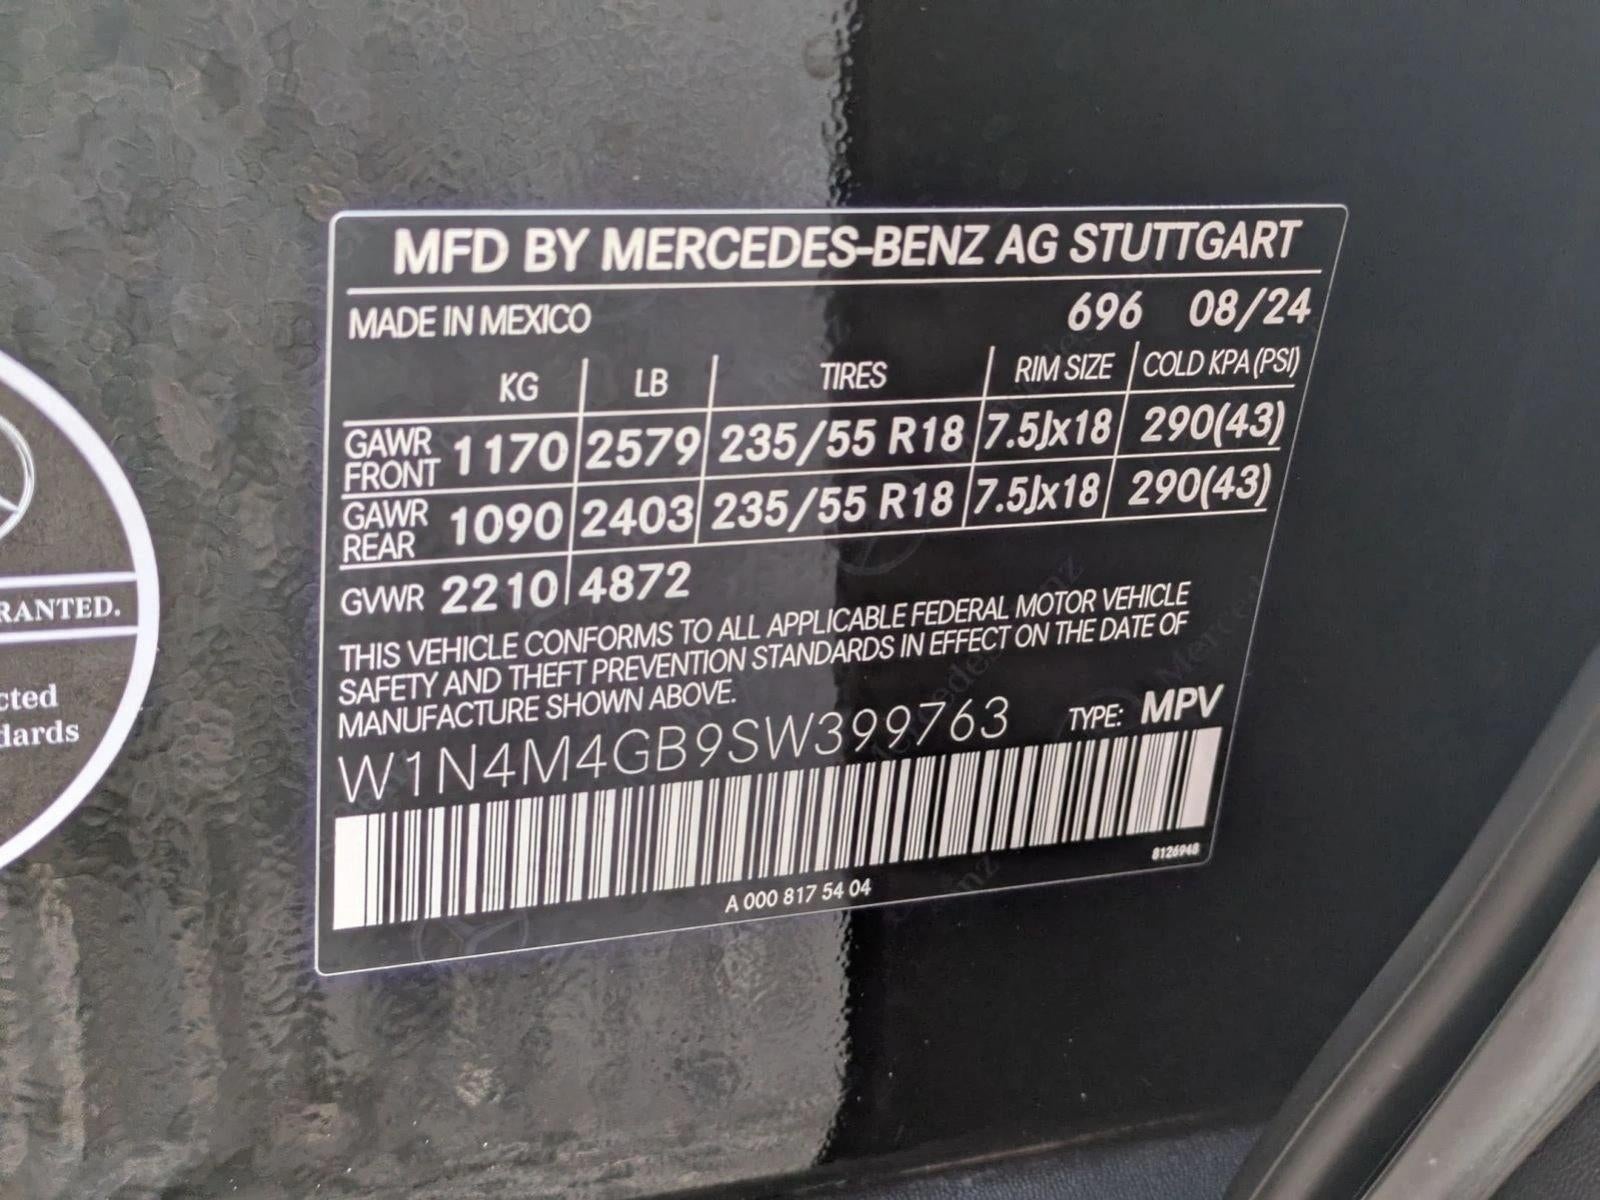 MFD BY MERCEDES-BENZ AG STUTTGART
MADE IN MEXICO 696 08/24
KG LB TIRES RIM SIZE COLD KPA (PSI)
GAWR FRONT 1170 2579 235/55 R18 7.5Jx18 290(43)
GAWR REAR 1090 2403 235/55 R18 7.5Jx18 290(43)
GVWR 2210 4872
THIS VEHICLE CONFORMS TO ALL APPLICABLE FEDERAL MOTOR VEHICLE
SAFETY AND THEFT PREVENTION STANDARDS IN EFFECT ON THE DATE OF
MANUFACTURE SHOWN ABOVE.
W1N4M4GB9SW399763 TYPE: MPV
8126948
A 000 817 54 04
RANTED.
cted
dards